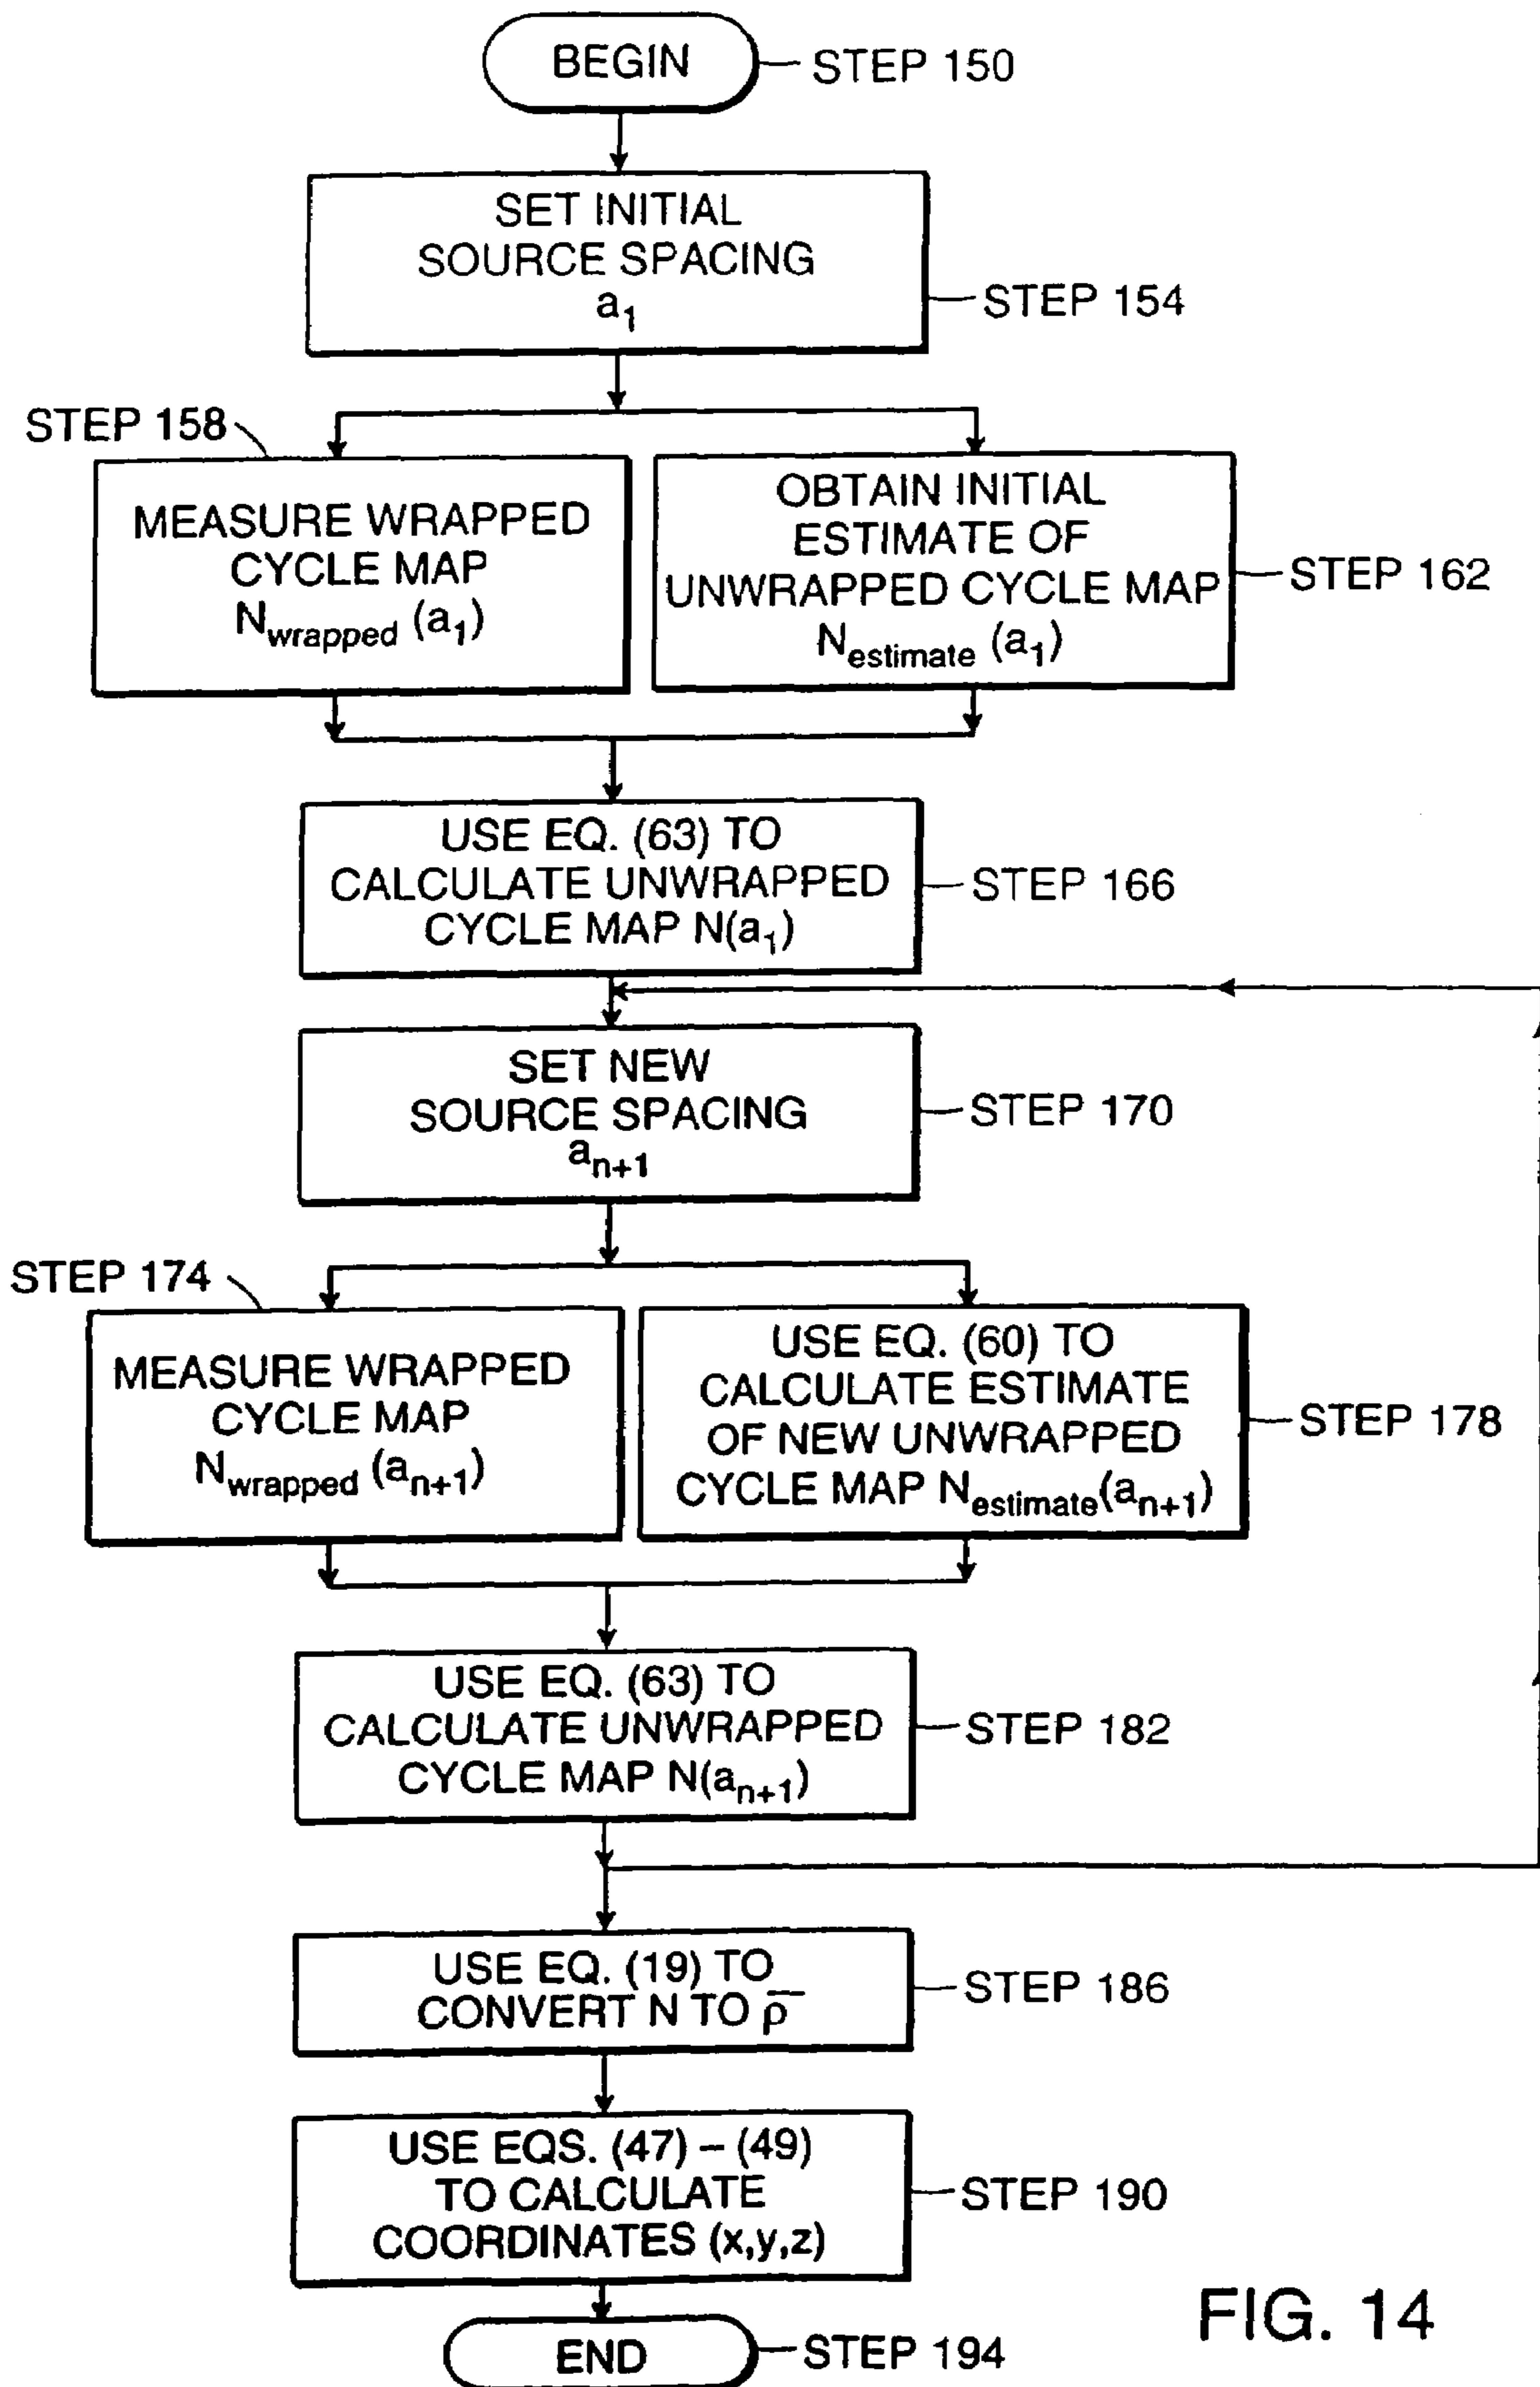 BEGIN
STEP 150
SET INITIAL
SOURCE SPACING
a₁
STEP 154
STEP 158
MEASURE WRAPPED
CYCLE MAP
N_wrapped (a₁)
OBTAIN INITIAL
ESTIMATE OF
UNWRAPPED CYCLE MAP
N_estimate (a₁)
STEP 162
USE EQ. (63) TO
CALCULATE UNWRAPPED
CYCLE MAP N(a₁)
STEP 166
SET NEW
SOURCE SPACING
aₙ₊₁
STEP 170
STEP 174
MEASURE WRAPPED
CYCLE MAP
N_wrapped (aₙ₊₁)
USE EQ. (60) TO
CALCULATE ESTIMATE
OF NEW UNWRAPPED
CYCLE MAP N_estimate(aₙ₊₁)
STEP 178
USE EQ. (63) TO
CALCULATE UNWRAPPED
CYCLE MAP N(aₙ₊₁)
STEP 182
USE EQ. (19) TO
CONVERT N TO ρ̅
STEP 186
USE EQS. (47) – (49)
TO CALCULATE
COORDINATES (x,y,z)
STEP 190
END
STEP 194
FIG. 14